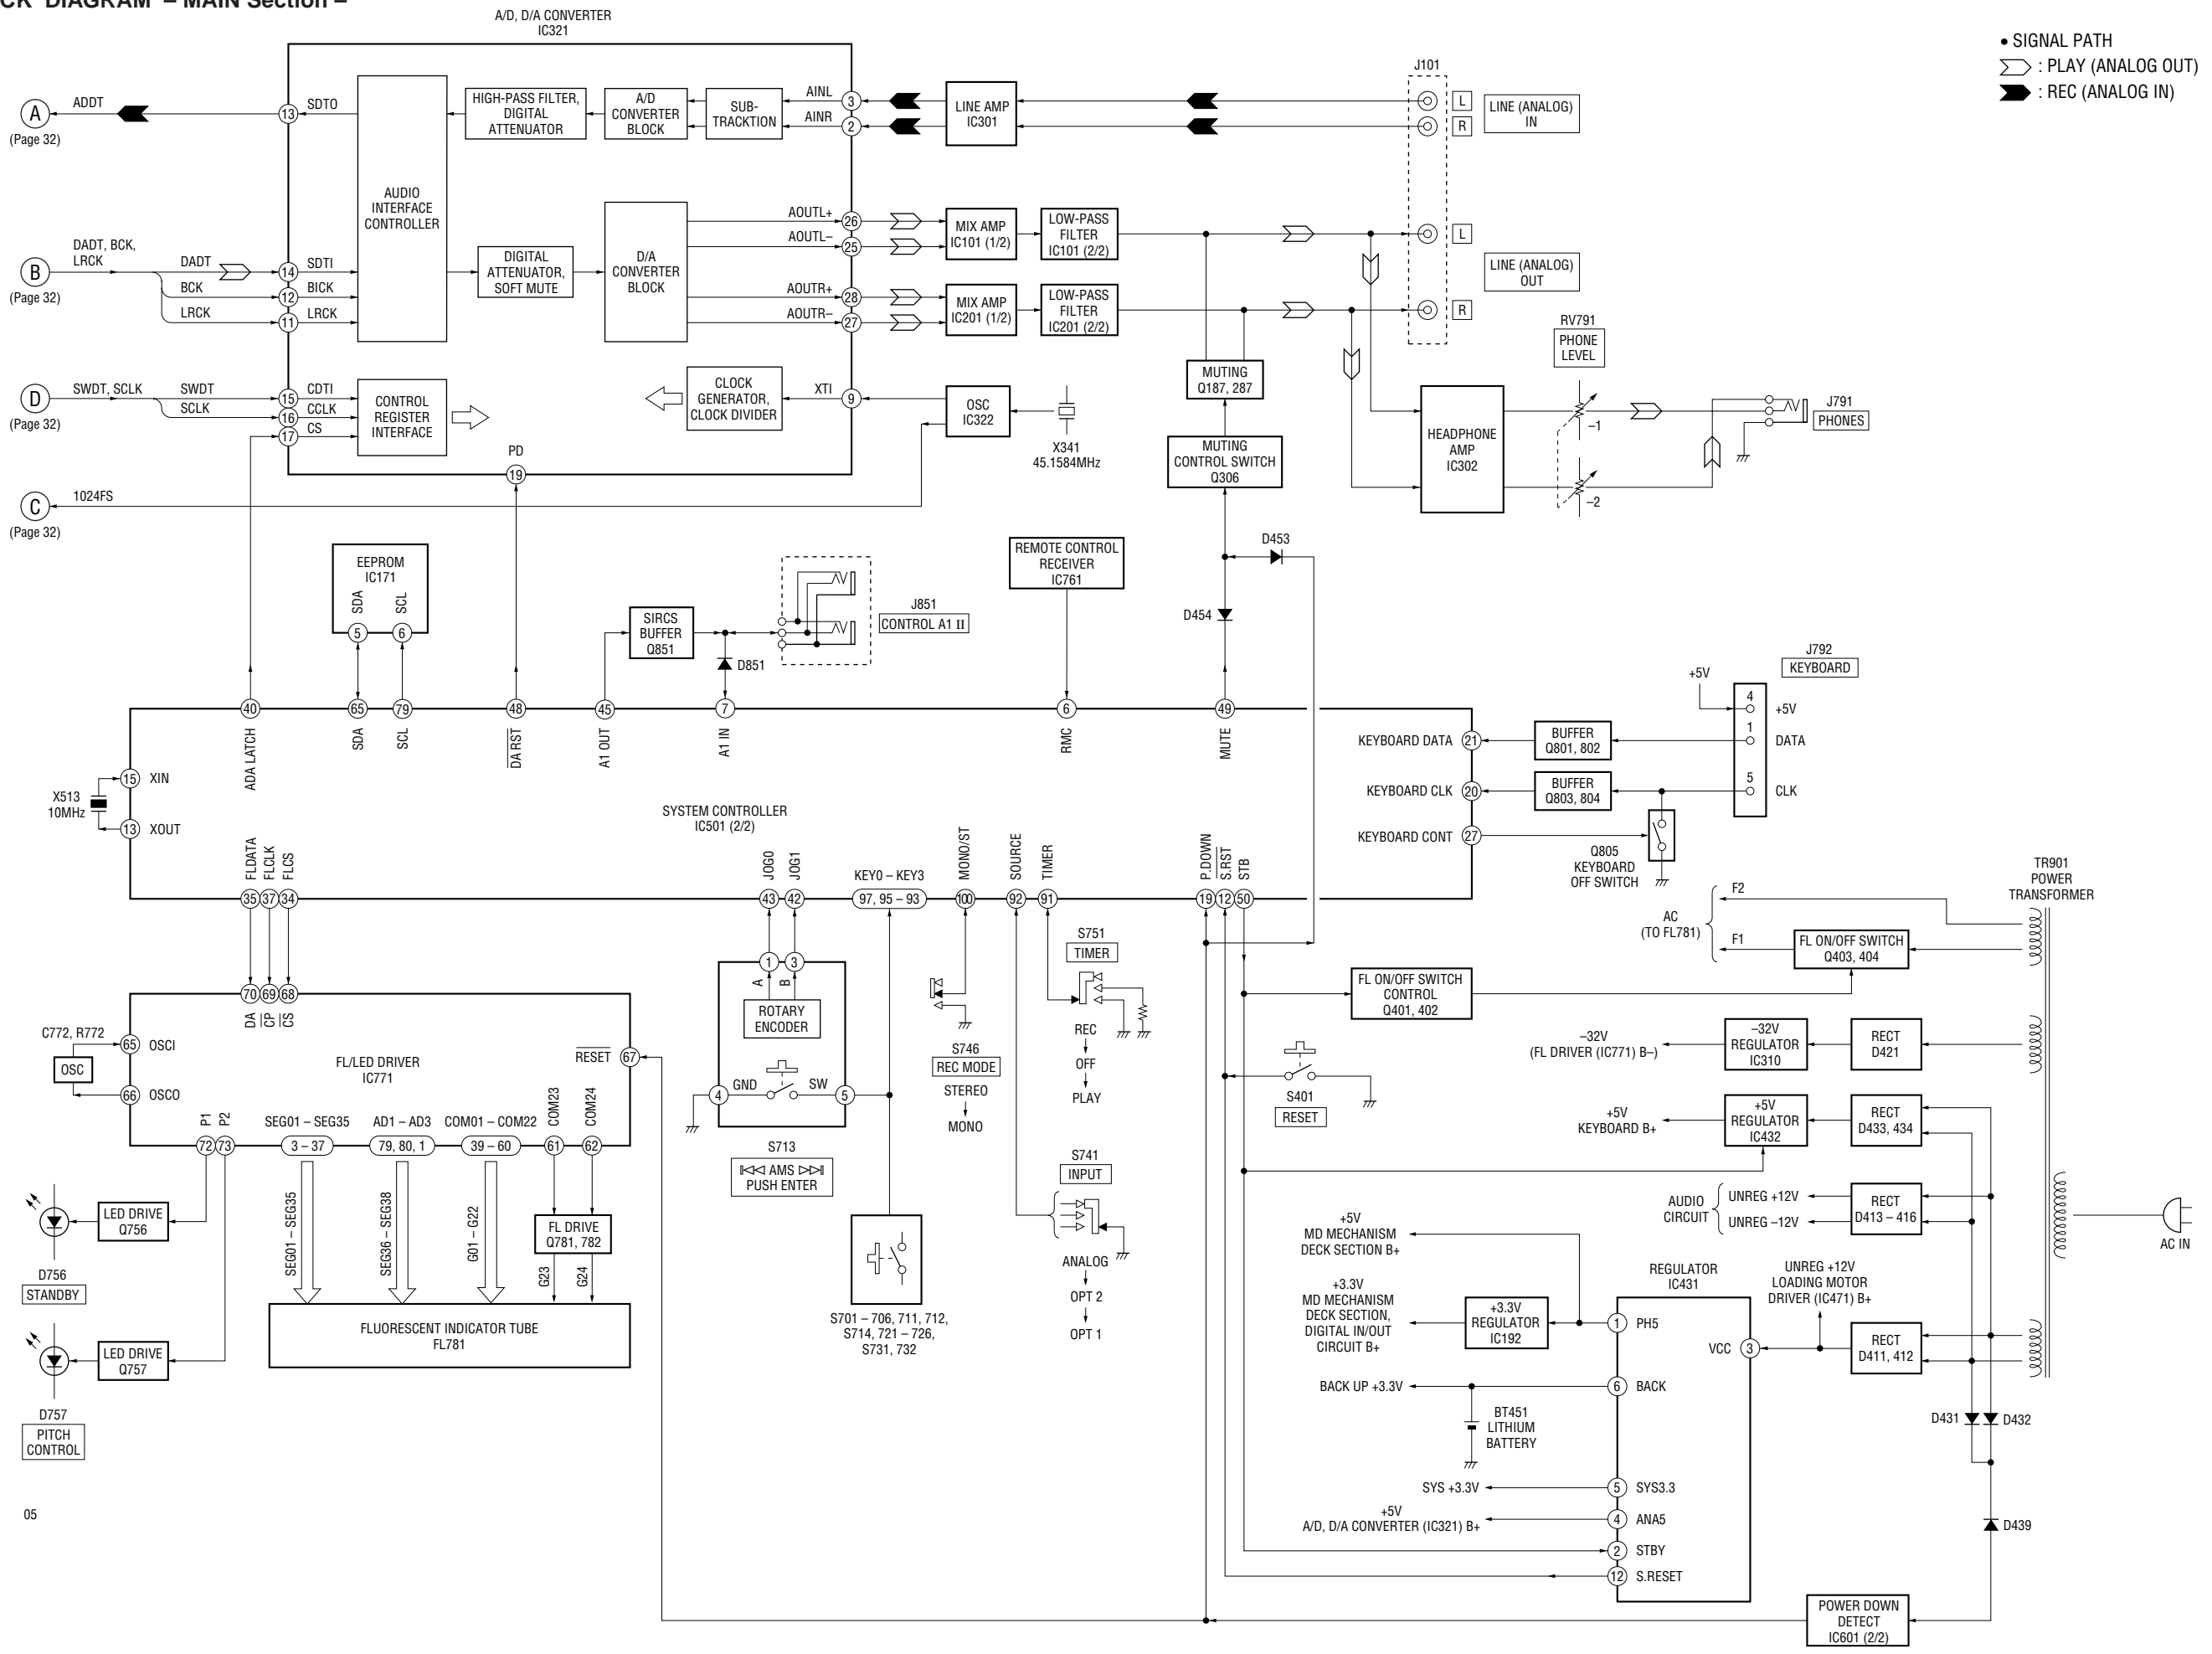 CK DIAGRAM – MAIN Section –
A/D, D/A CONVERTER
IC321
• SIGNAL PATH
: PLAY (ANALOG OUT)
: REC (ANALOG IN)
A
(Page 32)
ADDT
13
SDTO
AUDIO
INTERFACE
CONTROLLER
HIGH-PASS FILTER,
DIGITAL
ATTENUATOR
A/D
CONVERTER
BLOCK
SUB-
TRACKTION
AINL
3
AINR
2
LINE AMP
IC301
J101
L
R
LINE (ANALOG)
IN
B
(Page 32)
DADT, BCK,
LRCK
DADT
BCK
LRCK
14
SDTI
12
BICK
11
LRCK
DIGITAL
ATTENUATOR,
SOFT MUTE
D/A
CONVERTER
BLOCK
AOUTL+
26
AOUTL–
25
AOUTR+
28
AOUTR–
27
MIX AMP
IC101 (1/2)
LOW-PASS
FILTER
IC101 (2/2)
MIX AMP
IC201 (1/2)
LOW-PASS
FILTER
IC201 (2/2)
L
LINE (ANALOG)
OUT
R
D
(Page 32)
SWDT, SCLK
SWDT
SCLK
15
CDTI
16
CCLK
17
CS
CONTROL
REGISTER
INTERFACE
CLOCK
GENERATOR,
CLOCK DIVIDER
XTI
9
OSC
IC322
X341
45.1584MHz
PD
19
MUTING
Q187, 287
MUTING
CONTROL SWITCH
Q306
HEADPHONE
AMP
IC302
RV791
PHONE
LEVEL
–1
–2
J791
PHONES
C
(Page 32)
1024FS
EEPROM
IC171
SDA
SCL
5
6
SIRCS
BUFFER
Q851
D851
J851
CONTROL A1 II
REMOTE CONTROL
RECEIVER
IC761
D453
D454
J792
KEYBOARD
+5V
4
+5V
1
DATA
5
CLK
40
ADA LATCH
65
SDA
79
SCL
48
DA RST
45
A1 OUT
7
A1 IN
6
RMC
49
MUTE
KEYBOARD DATA
21
BUFFER
Q801, 802
KEYBOARD CLK
20
BUFFER
Q803, 804
KEYBOARD CONT
27
Q805
KEYBOARD
OFF SWITCH
X513
10MHz
15
XIN
13
XOUT
SYSTEM CONTROLLER
IC501 (2/2)
FLDATA
FLCLK
FLCS
35
37
34
JOG0
JOG1
43
42
KEY0 – KEY3
97, 95 – 93
MONO/ST
100
SOURCE
92
TIMER
91
P.DOWN
S.RST
STB
19
12
50
70
69
68
DA
CP
CS
C772, R772
OSC
65
OSCI
66
OSCO
FL/LED DRIVER
IC771
RESET
67
P1
P2
72
73
SEG01 – SEG35
3 – 37
AD1 – AD3
79, 80, 1
COM01 – COM22
39 – 60
COM23
61
COM24
62
SEG01 – SEG35
SEG36 – SEG38
G01 – G22
FL DRIVE
Q781, 782
G23
G24
FLUORESCENT INDICATOR TUBE
FL781
LED DRIVE
Q756
D756
STANDBY
LED DRIVE
Q757
D757
PITCH
CONTROL
1
3
A
B
ROTARY
ENCODER
4
GND
SW
5
S713
AMS
PUSH ENTER
S701 – 706, 711, 712,
S714, 721 – 726,
S731, 732
S746
REC MODE
STEREO
MONO
S751
TIMER
REC
OFF
PLAY
S741
INPUT
ANALOG
OPT 2
OPT 1
S401
RESET
FL ON/OFF SWITCH
CONTROL
Q401, 402
AC
(TO FL781)
F2
F1
FL ON/OFF SWITCH
Q403, 404
TR901
POWER
TRANSFORMER
–32V
(FL DRIVER (IC771) B–)
–32V
REGULATOR
IC310
RECT
D421
+5V
KEYBOARD B+
+5V
REGULATOR
IC432
RECT
D433, 434
AUDIO
CIRCUIT
UNREG +12V
UNREG –12V
RECT
D413 – 416
AC IN
+5V
MD MECHANISM
DECK SECTION B+
+3.3V
MD MECHANISM
DECK SECTION,
DIGITAL IN/OUT
CIRCUIT B+
+3.3V
REGULATOR
IC192
REGULATOR
IC431
1
PH5
VCC
3
UNREG +12V
LOADING MOTOR
DRIVER (IC471) B+
RECT
D411, 412
BACK UP +3.3V
6
BACK
BT451
LITHIUM
BATTERY
D431
D432
SYS +3.3V
5
SYS3.3
+5V
A/D, D/A CONVERTER (IC321) B+
4
ANA5
2
STBY
12
S.RESET
D439
POWER DOWN
DETECT
IC601 (2/2)
05